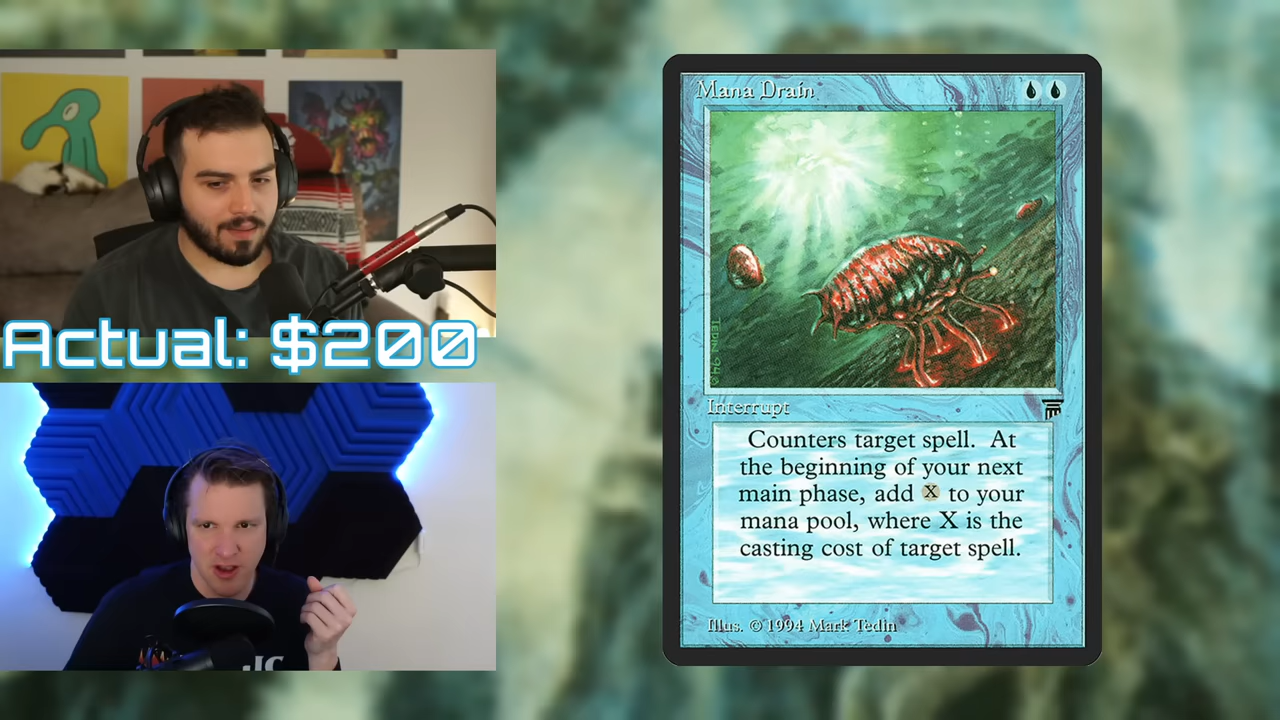 Actual: $200
Mana Drain
Interrupt
Counters target spell. At
the beginning of your next
main phase, add X to your
mana pool, where X is the
casting cost of target spell.
Illus. © 1994 Mark Tedin